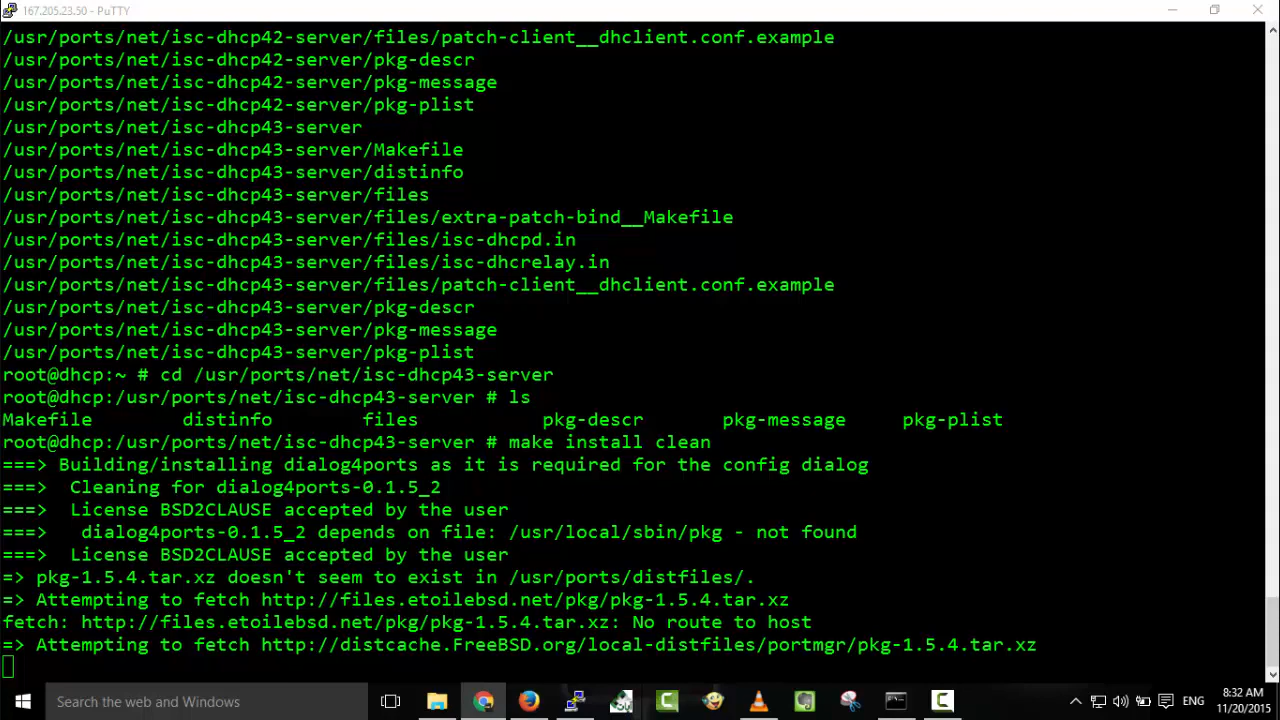 167.205.23.50 - PuTTY
/usr/ports/net/isc-dhcp42-server/files/patch-client__dhclient.conf.example
/usr/ports/net/isc-dhcp42-server/pkg-descr
/usr/ports/net/isc-dhcp42-server/pkg-message
/usr/ports/net/isc-dhcp42-server/pkg-plist
/usr/ports/net/isc-dhcp43-server
/usr/ports/net/isc-dhcp43-server/Makefile
/usr/ports/net/isc-dhcp43-server/distinfo
/usr/ports/net/isc-dhcp43-server/files
/usr/ports/net/isc-dhcp43-server/files/extra-patch-bind__Makefile
/usr/ports/net/isc-dhcp43-server/files/isc-dhcpd.in
/usr/ports/net/isc-dhcp43-server/files/isc-dhcrelay.in
/usr/ports/net/isc-dhcp43-server/files/patch-client__dhclient.conf.example
/usr/ports/net/isc-dhcp43-server/pkg-descr
/usr/ports/net/isc-dhcp43-server/pkg-message
/usr/ports/net/isc-dhcp43-server/pkg-plist
root@dhcp:~ # cd /usr/ports/net/isc-dhcp43-server
root@dhcp:/usr/ports/net/isc-dhcp43-server # ls
Makefile distinfo files pkg-descr pkg-message pkg-plist
root@dhcp:/usr/ports/net/isc-dhcp43-server # make install clean
===> Building/installing dialog4ports as it is required for the config dialog
===> Cleaning for dialog4ports-0.1.5_2
===> License BSD2CLAUSE accepted by the user
===> dialog4ports-0.1.5_2 depends on file: /usr/local/sbin/pkg - not found
===> License BSD2CLAUSE accepted by the user
=> pkg-1.5.4.tar.xz doesn't seem to exist in /usr/ports/distfiles/.
=> Attempting to fetch http://files.etoilebsd.net/pkg/pkg-1.5.4.tar.xz
fetch: http://files.etoilebsd.net/pkg/pkg-1.5.4.tar.xz: No route to host
=> Attempting to fetch http://distcache.FreeBSD.org/local-distfiles/portmgr/pkg-1.5.4.tar.xz
Search the web and Windows
ENG
8:32 AM
11/20/2015